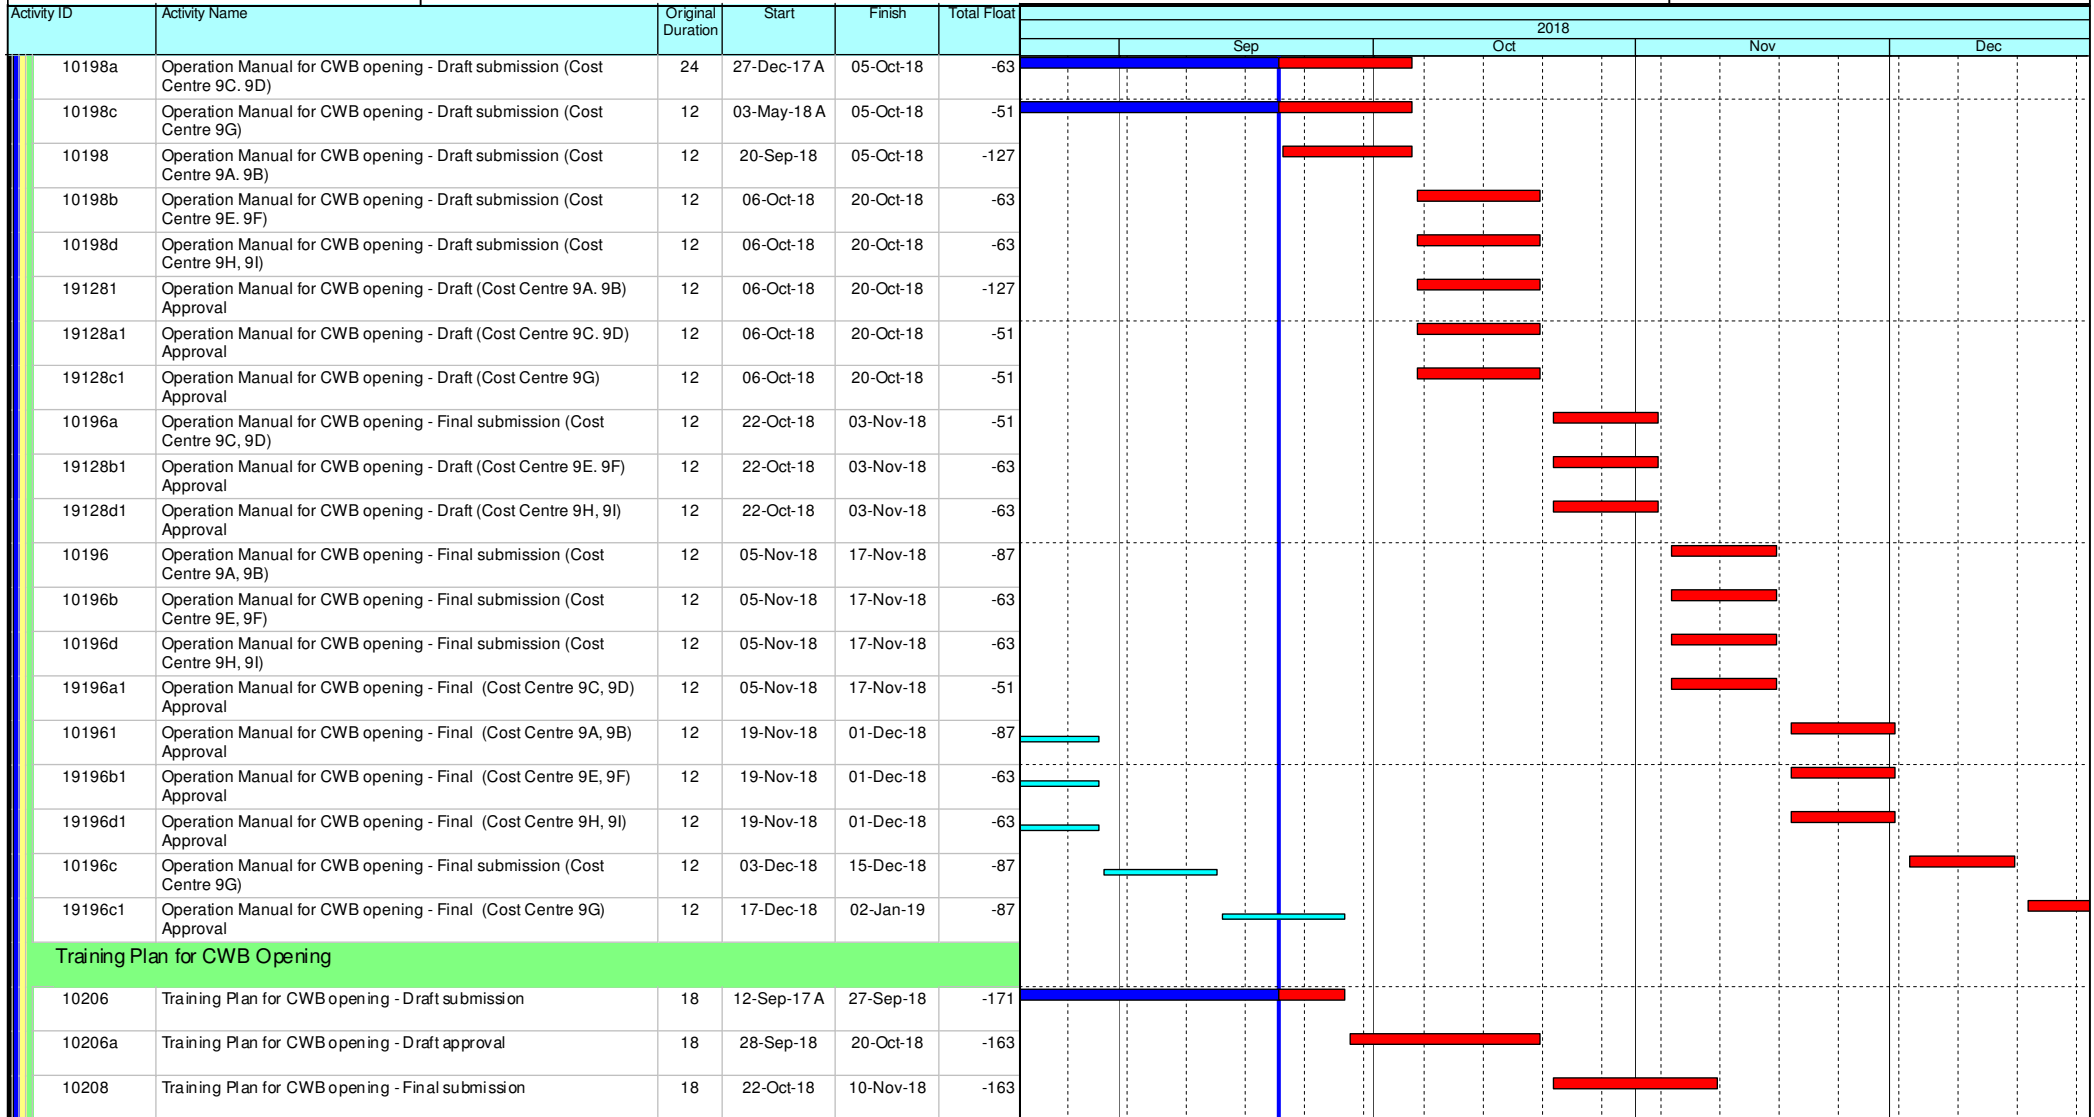 Activity ID Activity Name Original Start Finish Total Float
Duration
2018
Sep Oct Nov Dec
10198a Operation Manual for CWB opening - Draft submission (Cost 24 27-Dec-17 A 05-Oct-18 -63
Centre 9C. 9D)
10198c Operation Manual for CWB opening - Draft submission (Cost 12 03-May-18 A 05-Oct-18 -51
Centre 9G)
10198 Operation Manual for CWB opening - Draft submission (Cost 12 20-Sep-18 05-Oct-18 -127
Centre 9A. 9B)
10198b Operation Manual for CWB opening - Draft submission (Cost 12 06-Oct-18 20-Oct-18 -63
Centre 9E. 9F)
10198d Operation Manual for CWB opening - Draft submission (Cost 12 06-Oct-18 20-Oct-18 -63
Centre 9H, 9I)
191281 Operation Manual for CWB opening - Draft (Cost Centre 9A. 9B) 12 06-Oct-18 20-Oct-18 -127
Approval
19128a1 Operation Manual for CWB opening - Draft (Cost Centre 9C. 9D) 12 06-Oct-18 20-Oct-18 -51
Approval
19128c1 Operation Manual for CWB opening - Draft (Cost Centre 9G) 12 06-Oct-18 20-Oct-18 -51
Approval
10196a Operation Manual for CWB opening - Final submission (Cost 12 22-Oct-18 03-Nov-18 -51
Centre 9C, 9D)
19128b1 Operation Manual for CWB opening - Draft (Cost Centre 9E. 9F) 12 22-Oct-18 03-Nov-18 -63
Approval
19128d1 Operation Manual for CWB opening - Draft (Cost Centre 9H, 9I) 12 22-Oct-18 03-Nov-18 -63
Approval
10196 Operation Manual for CWB opening - Final submission (Cost 12 05-Nov-18 17-Nov-18 -87
Centre 9A, 9B)
10196b Operation Manual for CWB opening - Final submission (Cost 12 05-Nov-18 17-Nov-18 -63
Centre 9E, 9F)
10196d Operation Manual for CWB opening - Final submission (Cost 12 05-Nov-18 17-Nov-18 -63
Centre 9H, 9I)
19196a1 Operation Manual for CWB opening - Final (Cost Centre 9C, 9D) 12 05-Nov-18 17-Nov-18 -51
Approval
101961 Operation Manual for CWB opening - Final (Cost Centre 9A, 9B) 12 19-Nov-18 01-Dec-18 -87
Approval
19196b1 Operation Manual for CWB opening - Final (Cost Centre 9E, 9F) 12 19-Nov-18 01-Dec-18 -63
Approval
19196d1 Operation Manual for CWB opening - Final (Cost Centre 9H, 9I) 12 19-Nov-18 01-Dec-18 -63
Approval
10196c Operation Manual for CWB opening - Final submission (Cost 12 03-Dec-18 15-Dec-18 -87
Centre 9G)
19196c1 Operation Manual for CWB opening - Final (Cost Centre 9G) 12 17-Dec-18 02-Jan-19 -87
Approval
Training Plan for CWB Opening
10206 Training Plan for CWB opening - Draft submission 18 12-Sep-17 A 27-Sep-18 -171
10206a Training Plan for CWB opening - Draft approval 18 28-Sep-18 20-Oct-18 -163
10208 Training Plan for CWB opening - Final submission 18 22-Oct-18 10-Nov-18 -163